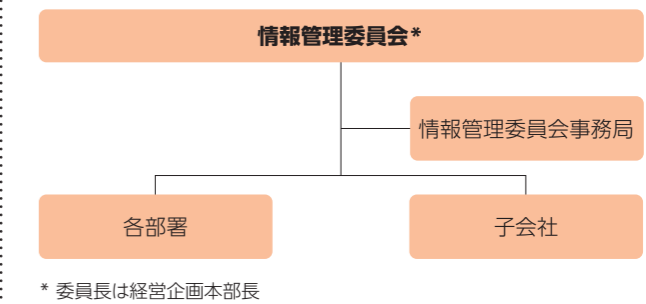 情報管理委員会*
情報管理委員会事務局
各部署
子会社
* 委員長は経営企画本部長